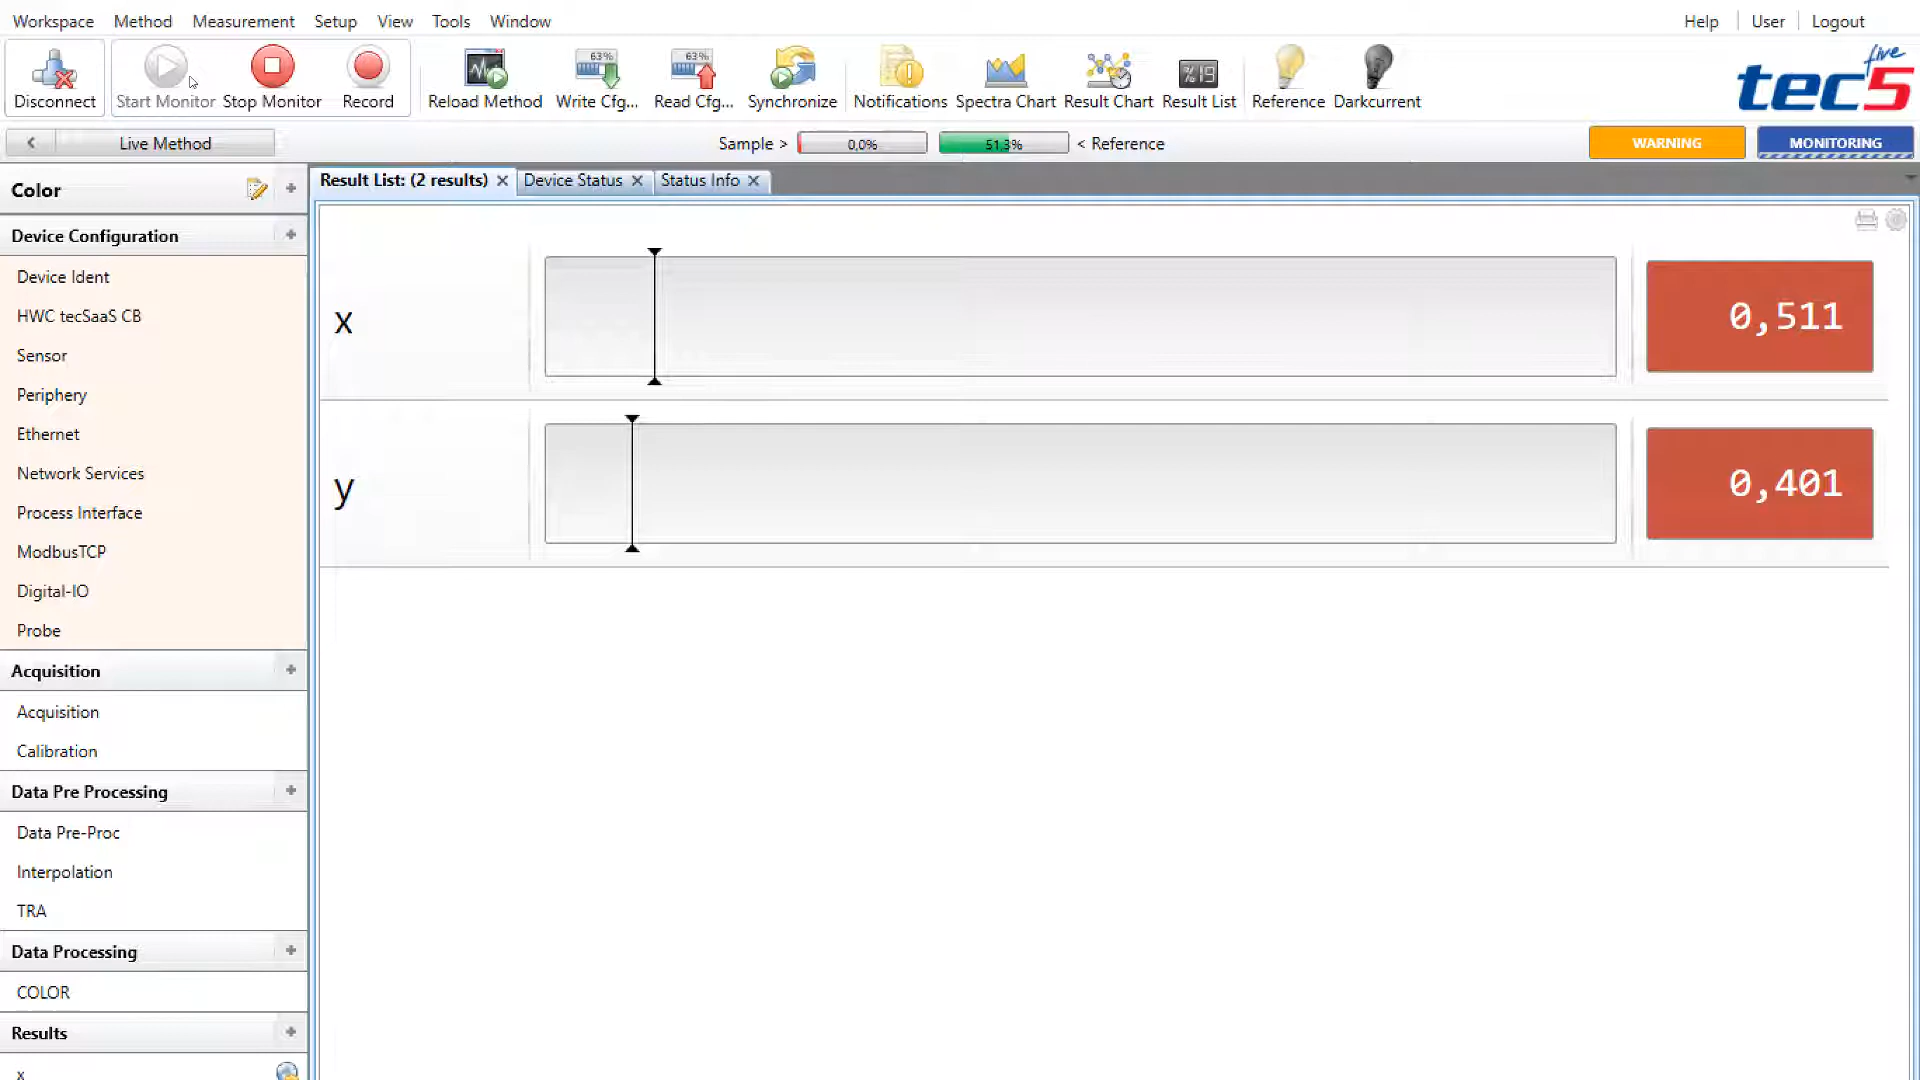 Workspace Method Measurement Setup View Tools Window Help User Logout
63% 63% %19
Disconnect Start Monitor Stop Monitor Record Reload Method Write Cfg... Read Cfg... Synchronize Notifications Spectra Chart Result Chart Result List Reference Darkcurrent
live
tec5
Live Method Sample > 0,0% 51,3% < Reference WARNING MONITORING
Color
Result List: (2 results) Device Status Status Info
Device Configuration
Device Ident
HWC tecSaaS CB
Sensor
Periphery
Ethernet
Network Services
Process Interface
ModbusTCP
Digital-IO
Probe
Acquisition
Acquisition
Calibration
Data Pre Processing
Data Pre-Proc
Interpolation
TRA
Data Processing
COLOR
Results
x
x 0,511
y 0,401